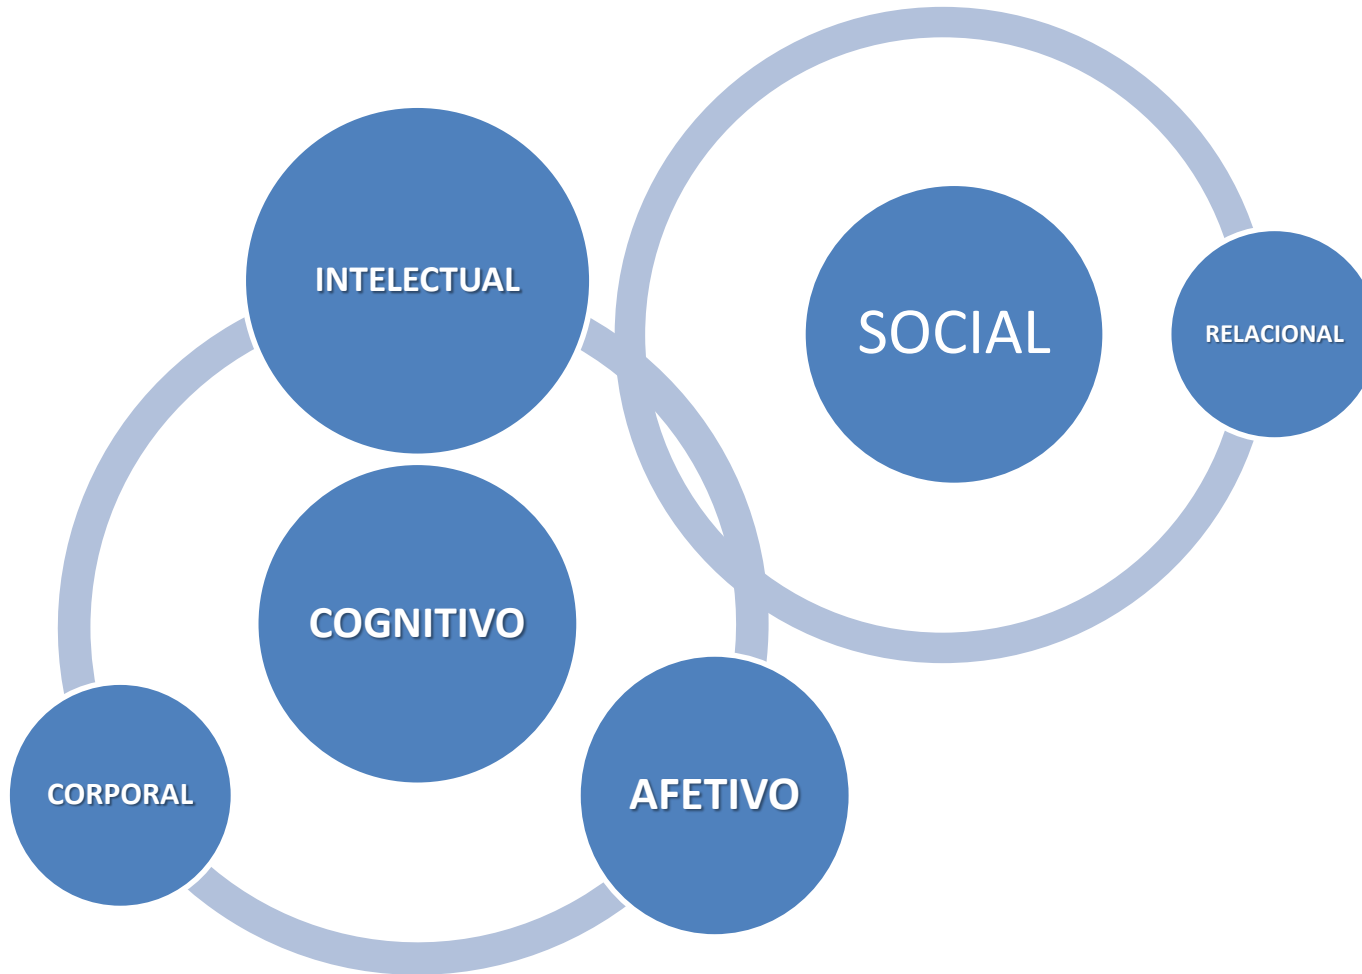 INTELECTUAL
SOCIAL
RELACIONAL
COGNITIVO
CORPORAL
AFETIVO